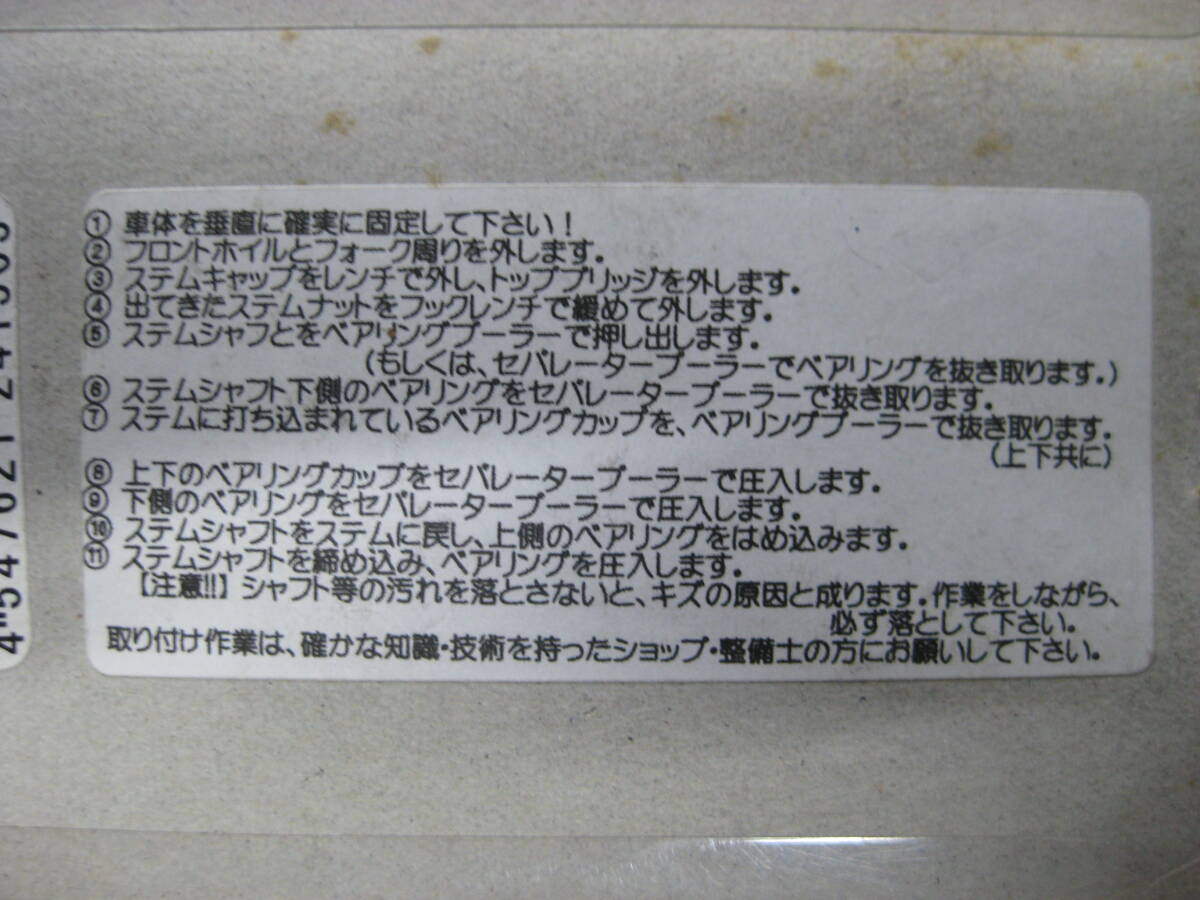 ① 車体を垂直に確実に固定して下さい！
② フロントホイルとフォーク周りを外します。
③ ステムキャップをレンチで外し、トップブリッジを外します。
④ 出てきたステムナットをフックレンチで緩めて外します。
⑤ ステムシャフとをベアリングプーラーで押し出します。
(もしくは、セパレータープーラーでベアリングを抜き取ります。)
⑥ ステムシャフト下側のベアリングをセパレータープーラーで抜き取ります。
⑦ ステムに打ち込まれているベアリングカップを、ベアリングプーラーで抜き取ります。
(上下共に)
⑧ 上下のベアリングカップをセパレータープーラーで圧入します。
⑨ 下側のベアリングをセパレータープーラーで圧入します。
⑩ ステムシャフトをステムに戻し、上側のベアリングをはめ込みます。
⑪ ステムシャフトを締め込み、ベアリングを圧入します。
【注意!!】シャフト等の汚れを落とさないと、キズの原因と成ります。作業をしながら、
必ず落として下さい。
取り付け作業は、確かな知識・技術を持ったショップ・整備士の方にお願いして下さい。